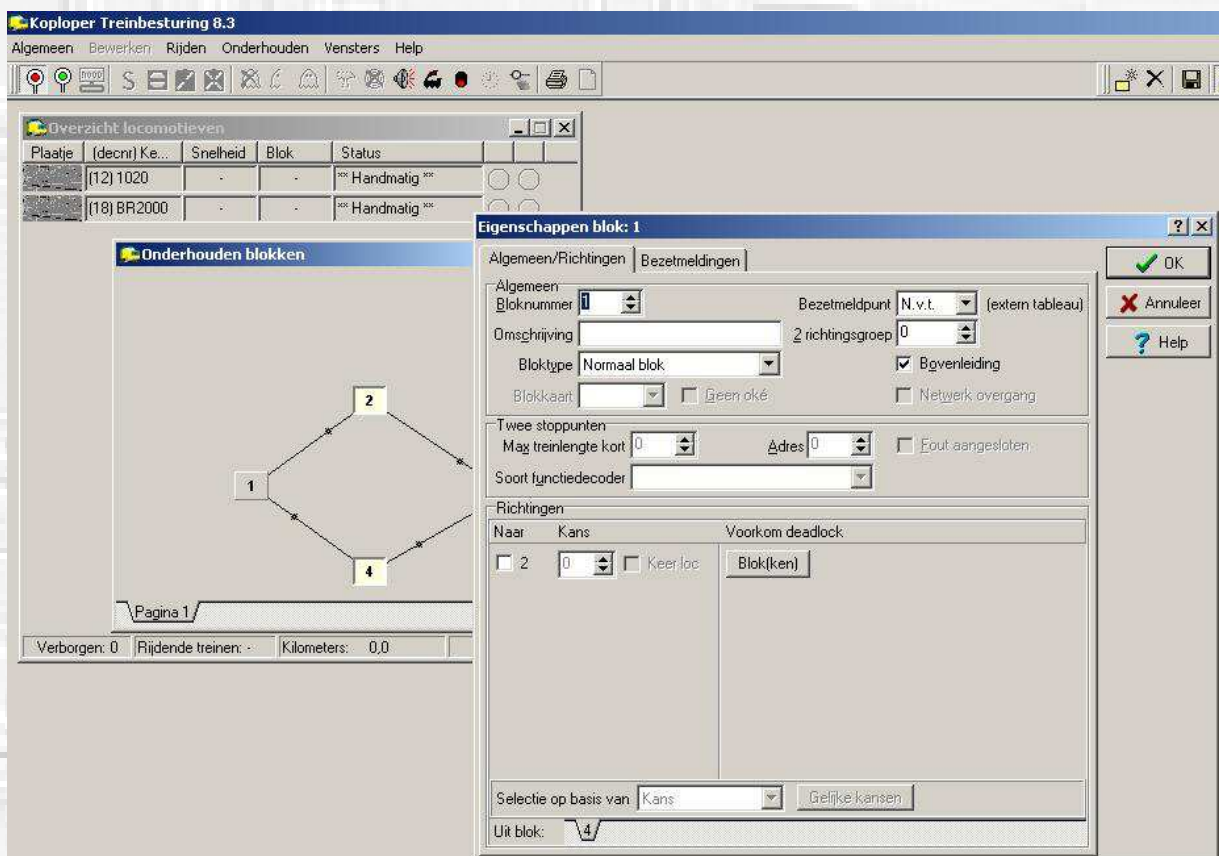 Koploper Treinbesturing 8.3
Algemeen Bewerken Rijden Onderhouden Vensters Help
S
Overzicht locomotieven
Plaatje (decnr) Ke... Snelheid Blok Status
(12) 1020 - - ** Handmatig **
(18) BR2000 - - ** Handmatig **
Onderhouden blokken
2
1
4
Pagina 1
Verborgen: 0 Rijdende treinen: - Kilometers: 0,0
Eigenschappen blok: 1
Algemeen/Richtingen Bezetmeldingen
Algemeen
Bloknummer 1 Bezetmeldpunt N.v.t. (extern tableau)
Omschrijving 2 richtingsgroep 0
Bloktype Normaal blok Bovenleiding
Blokkaart Geen oké Netwerk overgang
Twee stoppunten
Max treinlengte kort 0 Adres 0 Fout aangesloten
Soort functiedecoder
Richtingen
Naar Kans Voorkom deadlock
2 0 Keer loc Blok(ken)
Selectie op basis van Kans Gelijke kansen
Uit blok: 4
OK
Annuleer
Help